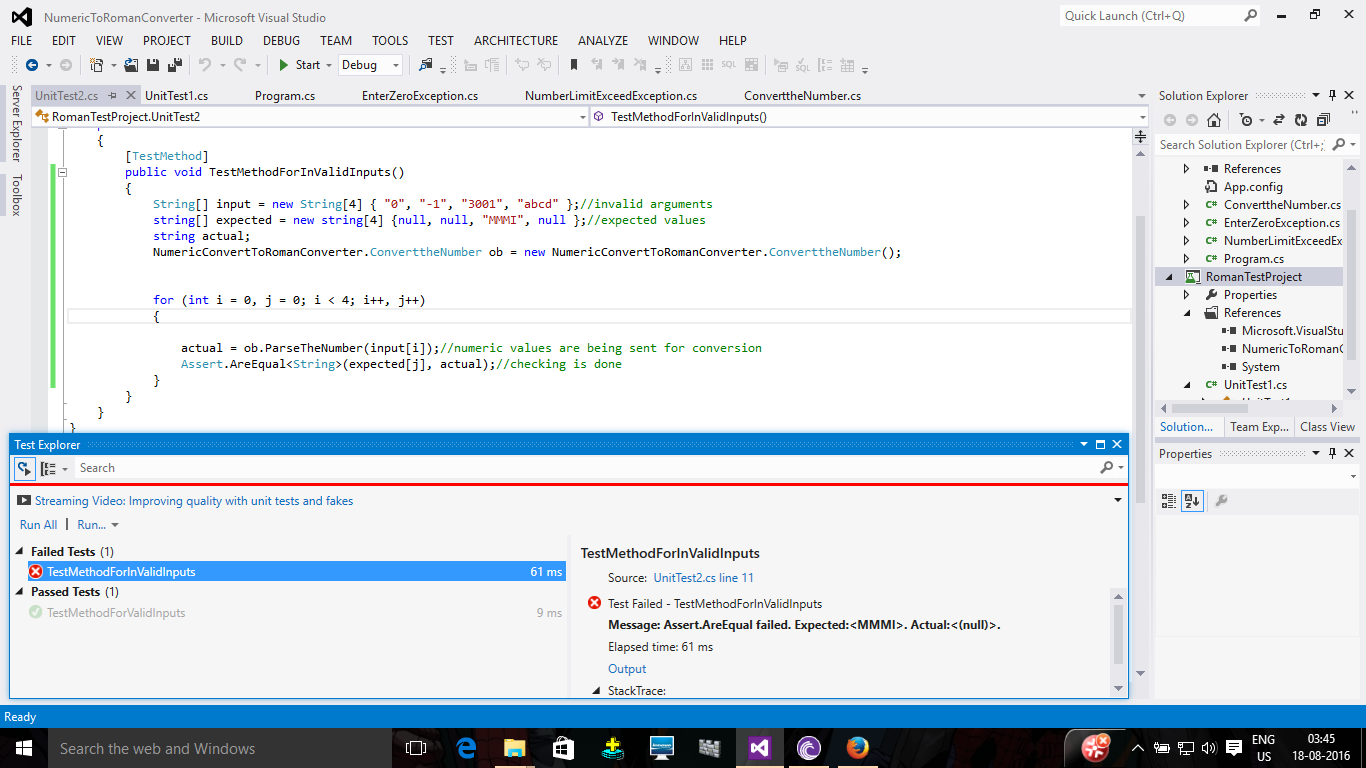 NumericToRomanConverter - Microsoft Visual Studio
Quick Launch (Ctrl+Q)
FILE EDIT VIEW PROJECT BUILD DEBUG TEAM TOOLS TEST ARCHITECTURE ANALYZE WINDOW HELP
Start Debug
Server Explorer
Toolbox
UnitTest2.cs UnitTest1.cs Program.cs EnterZeroException.cs NumberLimitExceedException.cs ConverttheNumber.cs
RomanTestProject.UnitTest2 TestMethodForInValidInputs()
{
[TestMethod]
public void TestMethodForInValidInputs()
{
String[] input = new String[4] { "0", "-1", "3001", "abcd" };//invalid arguments
string[] expected = new string[4] {null, null, "MMMI", null };//expected values
string actual;
NumericConvertToRomanConverter.ConverttheNumber ob = new NumericConvertToRomanConverter.ConverttheNumber();
for (int i = 0, j = 0; i < 4; i++, j++)
{
actual = ob.ParseTheNumber(input[i]);//numeric values are being sent for conversion
Assert.AreEqual<String>(expected[j], actual);//checking is done
}
}
}
}
Solution Explorer
Search Solution Explorer (Ctrl+;
References
App.config
ConverttheNumber.cs
EnterZeroException.cs
NumberLimitExceedEx
Program.cs
RomanTestProject
Properties
References
Microsoft.VisualStu
NumericToRoman
System
UnitTest1.cs
Solution... Team Exp... Class View
Properties
Test Explorer
Search
Streaming Video: Improving quality with unit tests and fakes
Run All | Run...
Failed Tests (1)
TestMethodForInValidInputs 61 ms
Passed Tests (1)
TestMethodForValidInputs 9 ms
TestMethodForInValidInputs
Source: UnitTest2.cs line 11
Test Failed - TestMethodForInValidInputs
Message: Assert.AreEqual failed. Expected:<MMMI>. Actual:<(null)>.
Elapsed time: 61 ms
Output
StackTrace:
Ready
Search the web and Windows
ENG
US
03:45
18-08-2016